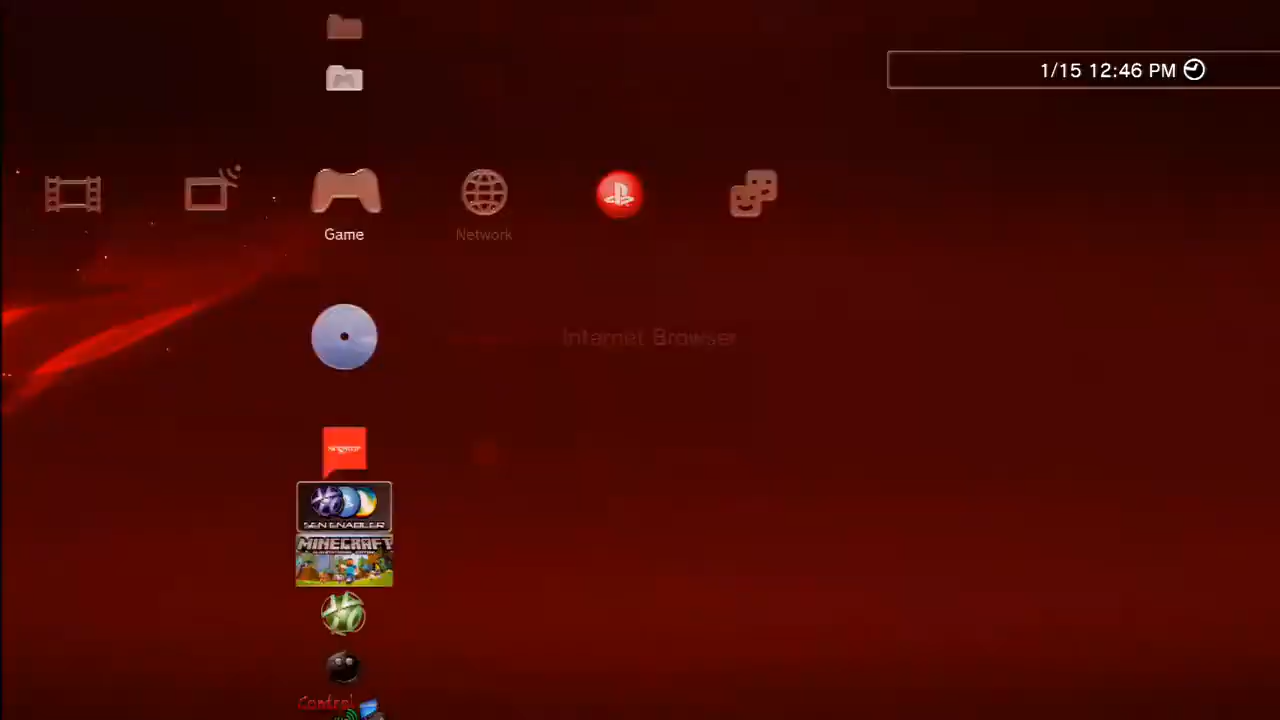 1/15 12:46 PM
Game
Network
Internet Browser
SEN ENABLER
MINECRAFT
Control